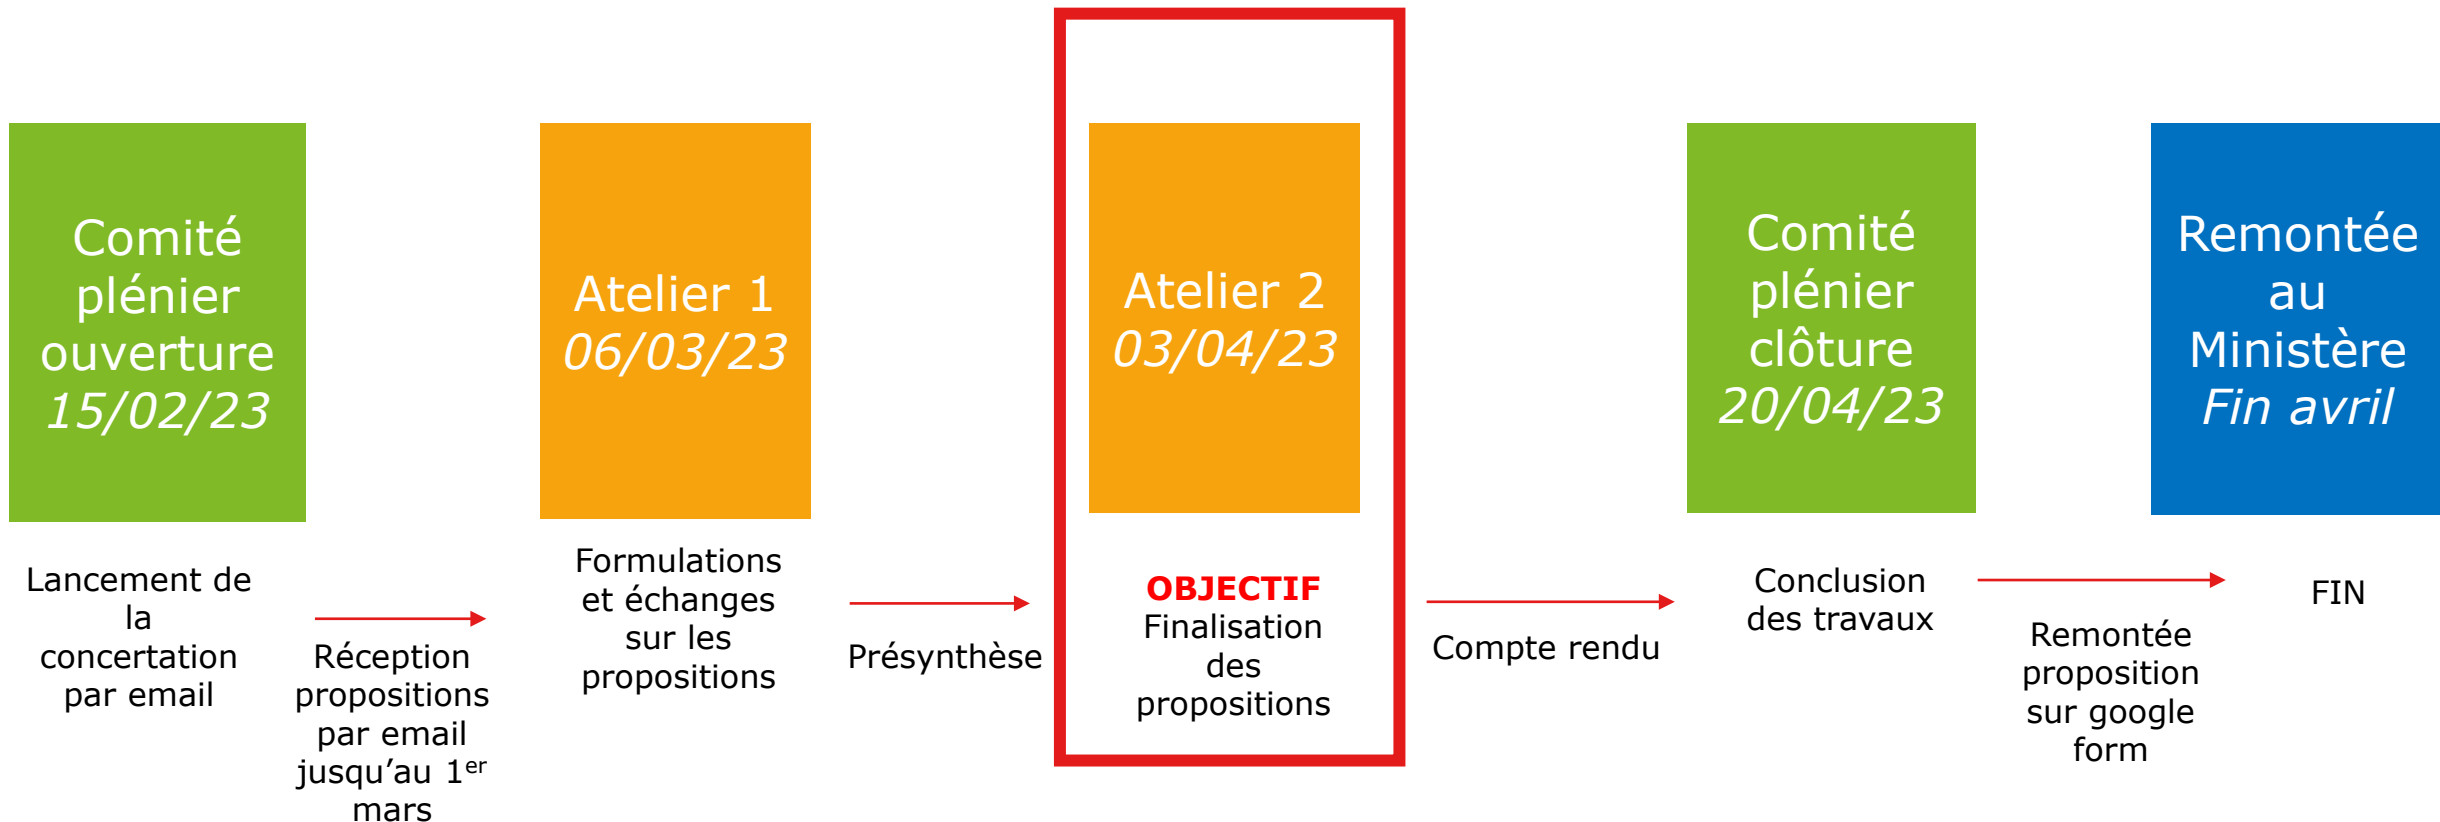 Comité
plénier
ouverture
15/02/23
Atelier 1
06/03/23
Atelier 2
03/04/23
Comité
plénier
clôture
20/04/23
Remontée
au
Ministère
Fin avril
Lancement de
la
concertation
par email
Réception
propositions
par email
jusqu’au 1er
mars
Formulations
et échanges
sur les
propositions
Présynthèse
OBJECTIF
Finalisation
des
propositions
Compte rendu
Conclusion
des travaux
Remontée
proposition
sur google
form
FIN